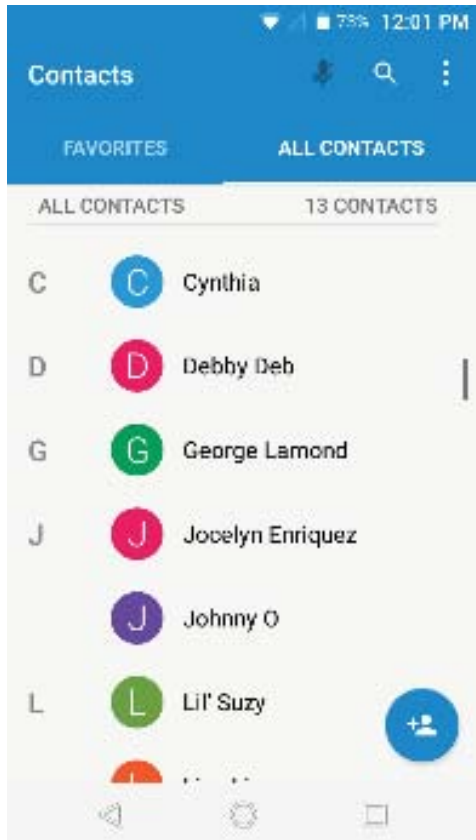 73% 12:01 PM
Contacts
FAVORITES ALL CONTACTS
ALL CONTACTS 13 CONTACTS
C C Cynthia
D D Debby Deb
G G George Lamond
J J Jocelyn Enriquez
J Johnny O
L L Lil' Suzy